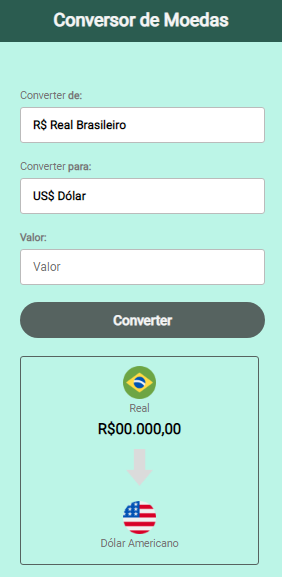 Conversor de Moedas
Converter de:
R$ Real Brasileiro
Converter para:
US$ Dólar
Valor:
Valor
Converter
Real
R$00.000,00
Dólar Americano